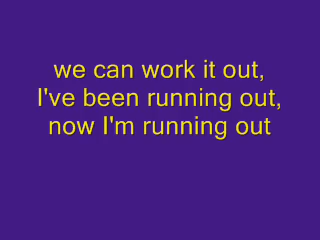 we can work it out,
I've been running out,
now I'm running out